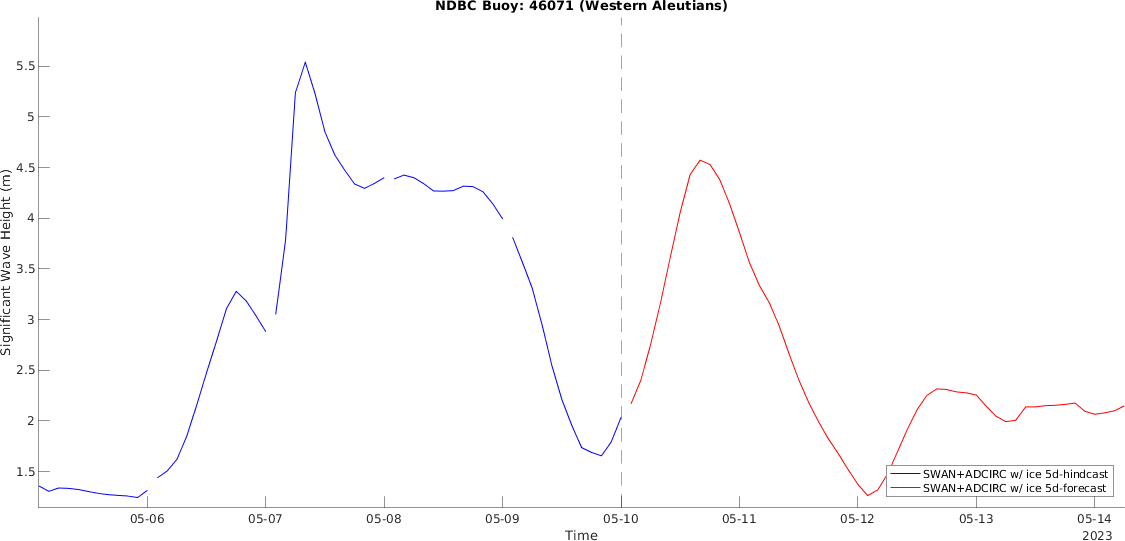 NDBC Buoy: 46071 (Western Aleutians)
5.5
5
4.5
4
3.5
3
2.5
2
1.5
Significant Wave Height (m)
SWAN+ADCIRC w/ ice 5d-hindcast
SWAN+ADCIRC w/ ice 5d-forecast
05-06 05-07 05-08 05-09 05-10 05-11 05-12 05-13 05-14
Time
2023